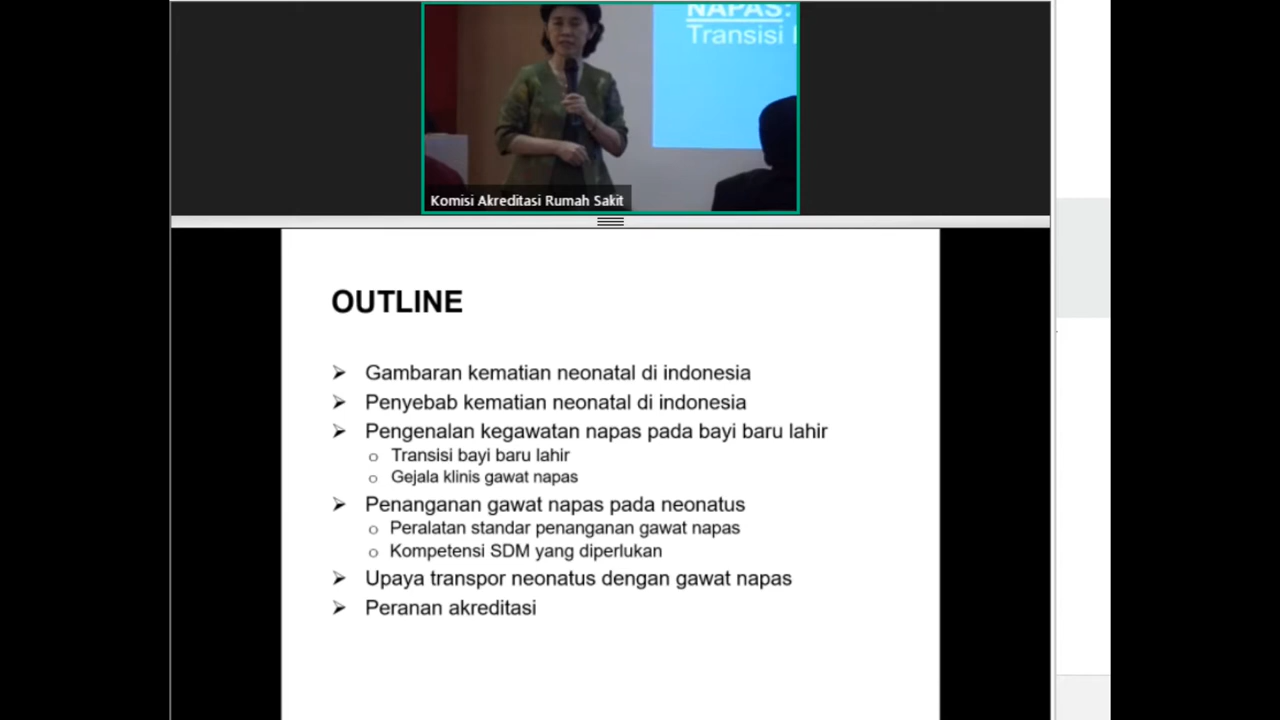 NAPAS:
Transisi
Komisi Akreditasi Rumah Sakit
OUTLINE
➢ Gambaran kematian neonatal di indonesia
➢ Penyebab kematian neonatal di indonesia
➢ Pengenalan kegawatan napas pada bayi baru lahir
o Transisi bayi baru lahir
o Gejala klinis gawat napas
➢ Penanganan gawat napas pada neonatus
o Peralatan standar penanganan gawat napas
o Kompetensi SDM yang diperlukan
➢ Upaya transpor neonatus dengan gawat napas
➢ Peranan akreditasi